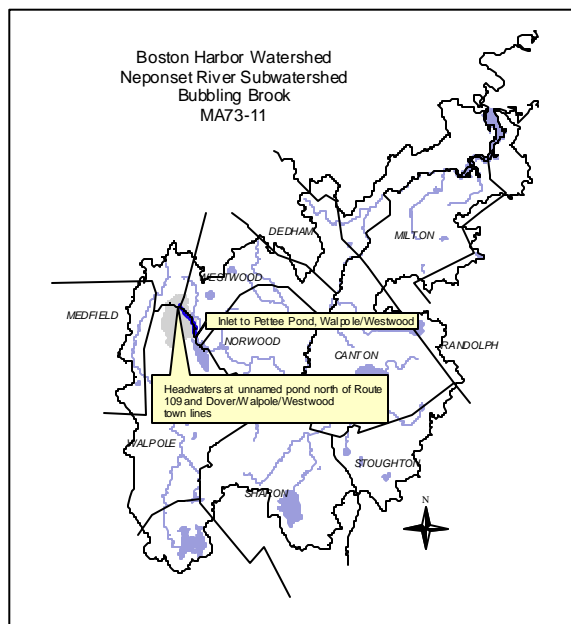 Boston Harbor Watershed
Neponset River Subwatershed
Bubbling Brook
MA73-11
DEDHAM
MILTON
WESTWOOD
MEDFIELD
Inlet to Pettee Pond, Walpole/Westwood
NORWOOD
CANTON
RANDOLPH
Headwaters at unnamed pond north of Route
109 and Dover/Walpole/Westwood
town lines
WALPOLE
STOUGHTON
SHARON
N